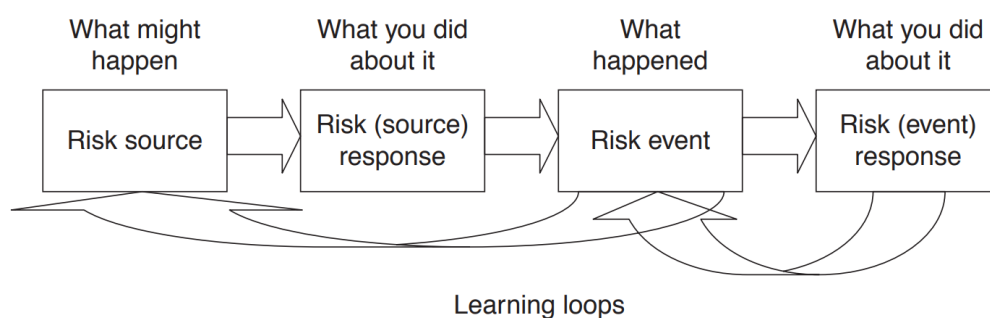 What might
happen
What you did
about it
What
happened
What you did
about it
Risk source
Risk (source)
response
Risk event
Risk (event)
response
Learning loops